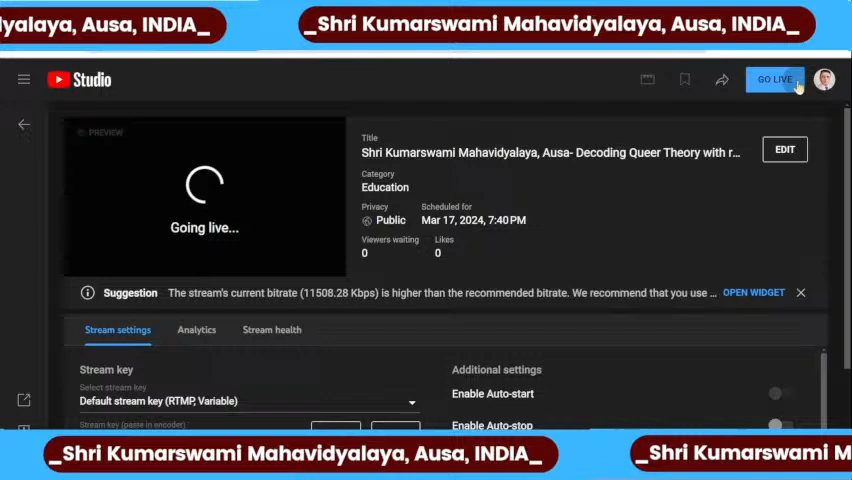 lyalaya, Ausa, INDIA_
_Shri Kumarswami Mahavidyalaya, Ausa, INDIA_
Studio
GO LIVE
PREVIEW
Going live...
Title
Shri Kumarswami Mahavidyalaya, Ausa- Decoding Queer Theory with r...
EDIT
Category
Education
Privacy
Public
Scheduled for
Mar 17, 2024, 7:40 PM
Viewers waiting
0
Likes
0
Suggestion The stream's current bitrate (11508.28 Kbps) is higher than the recommended bitrate. We recommend that you use ... OPEN WIDGET
Stream settings Analytics Stream health
Stream key
Select stream key
Default stream key (RTMP, Variable)
Stream key (paste in encoder)
Additional settings
Enable Auto-start
Enable Auto-stop
_Shri Kumarswami Mahavidyalaya, Ausa, INDIA_
_Shri Kumarswami M